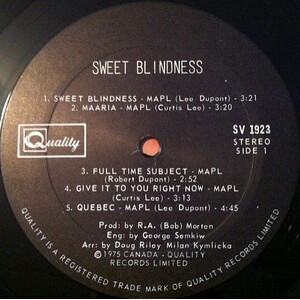 SWEET BLINDNESS
1. SWEET BLINDNESS - MAPL (Lee Dupont) - 3:21
2. MAARIA - MAPL (Curtis Lee) - 3:20
Quality
SV 1923
STEREO
SIDE 1
3. FULL TIME SUBJECT - MAPL
(Robert Dupont) - 2:52
4. GIVE IT TO YOU RIGHT NOW - MAPL
(Curtis Lee) - 3:13
5. QUEBEC - MAPL (Lee Dupont) - 4:45
Prod: by R.A. (Bob) Morten
Eng: by George Semkiw
Arr: by Doug Riley Milan Kymlicka
©1975 CANADA - QUALITY
RECORDS LIMITED
QUALITY IS A REGISTERED TRADE MARK OF QUALITY RECORDS LIMITED